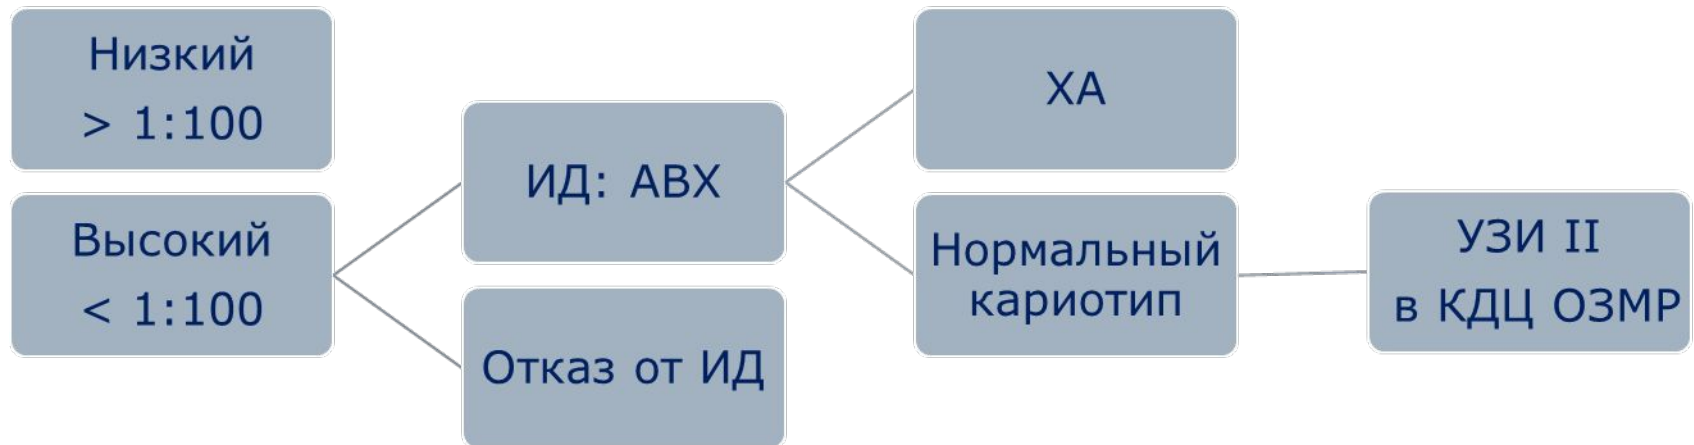 Низкий
> 1:100
Высокий
< 1:100
ИД: АВХ
Отказ от ИД
ХА
Нормальный
кариотип
УЗИ II
в КДЦ ОЗМР